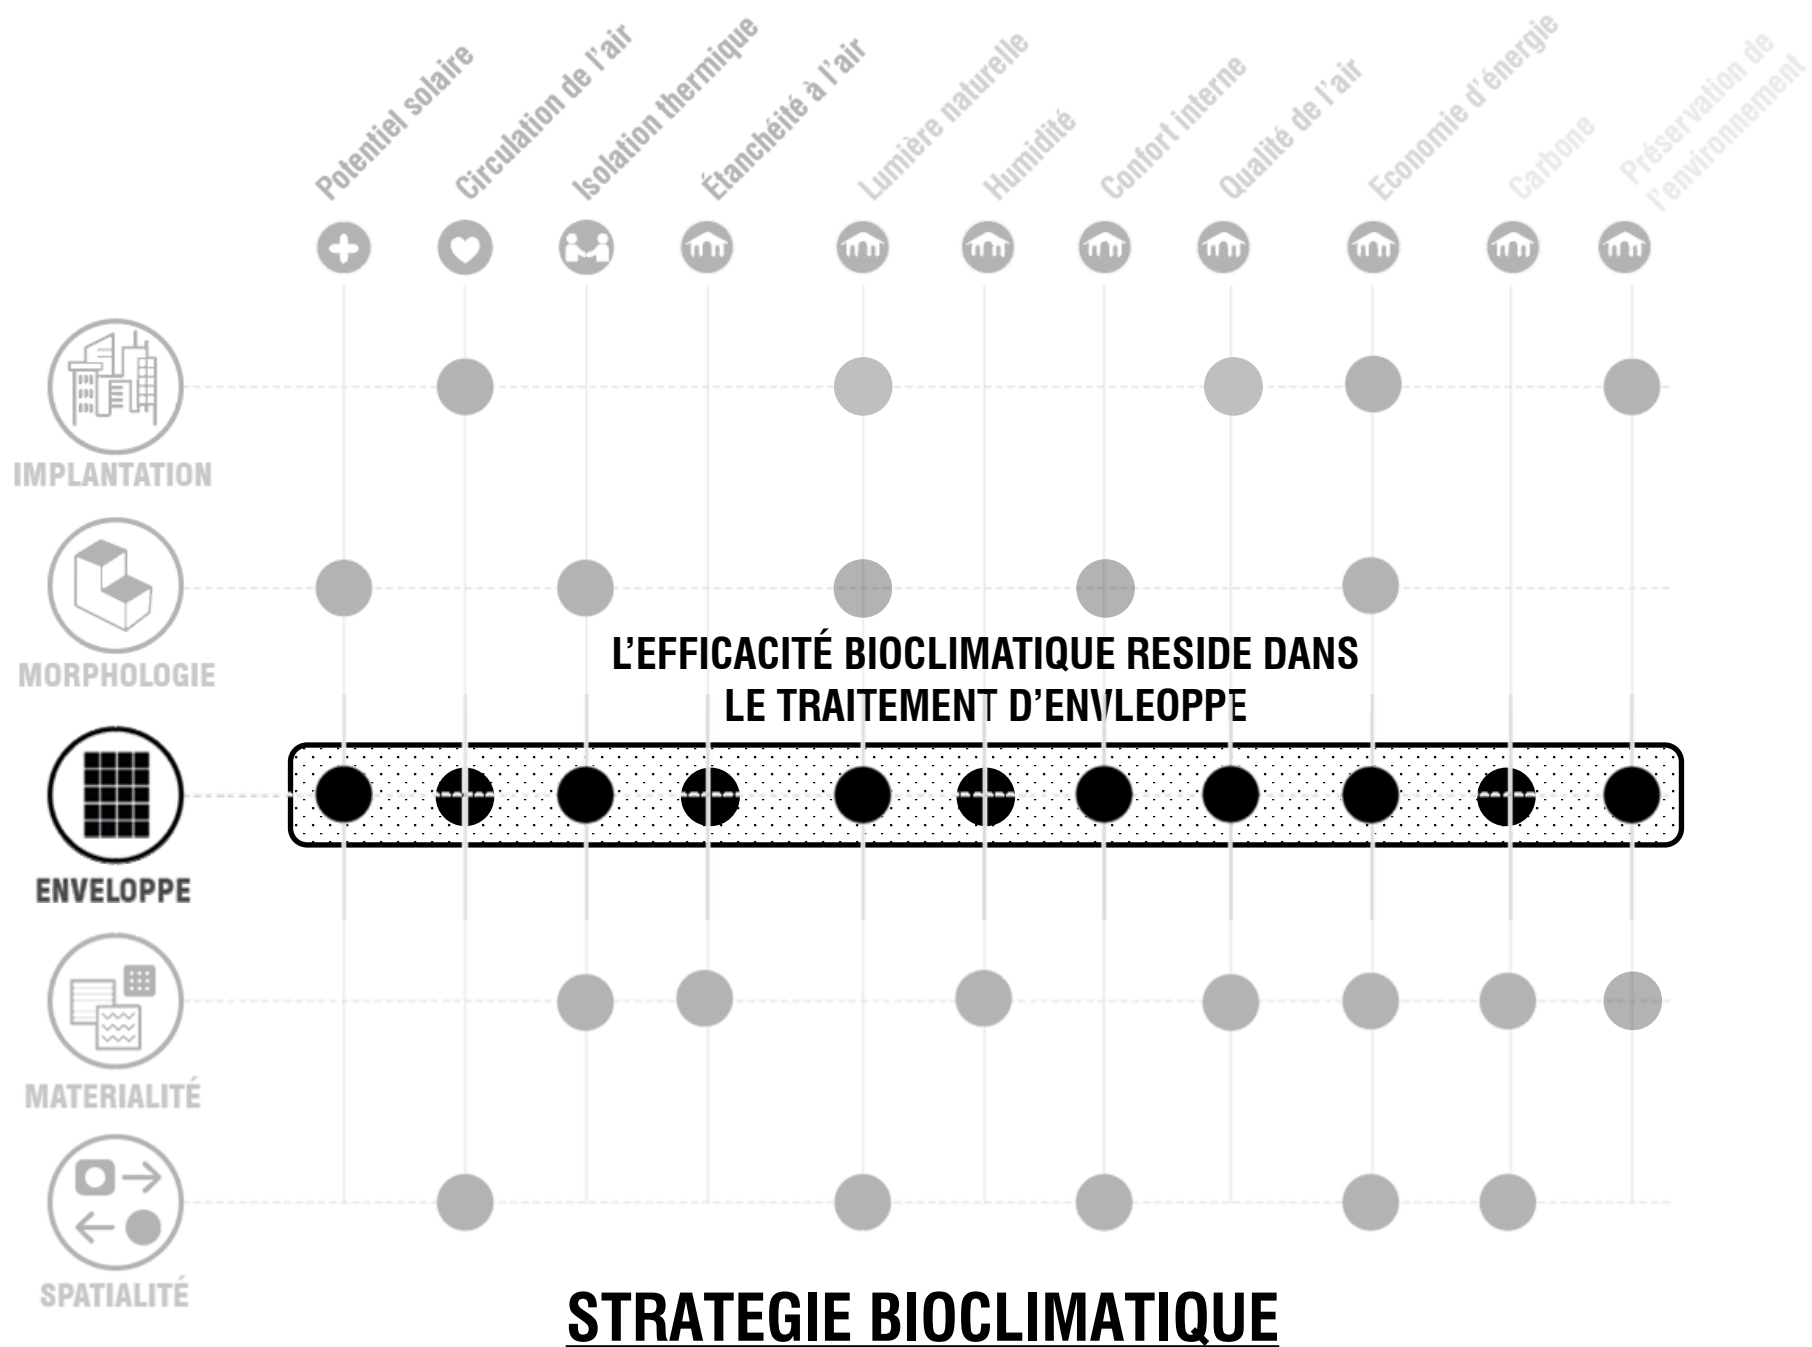 Potentiel solaire
Circulation de l'air
Isolation thermique
Étanchéité à l'air
Lumière naturelle
Humidité
Confort interne
Qualité de l'air
Economie d'énergie
Carbone
Préservation de
l'environnement
IMPLANTATION
MORPHOLOGIE
L'EFFICACITÉ BIOCLIMATIQUE RESIDE DANS
LE TRAITEMENT D'ENVLEOPPE
ENVELOPPE
MATERIALITÉ
SPATIALITÉ
STRATEGIE BIOCLIMATIQUE